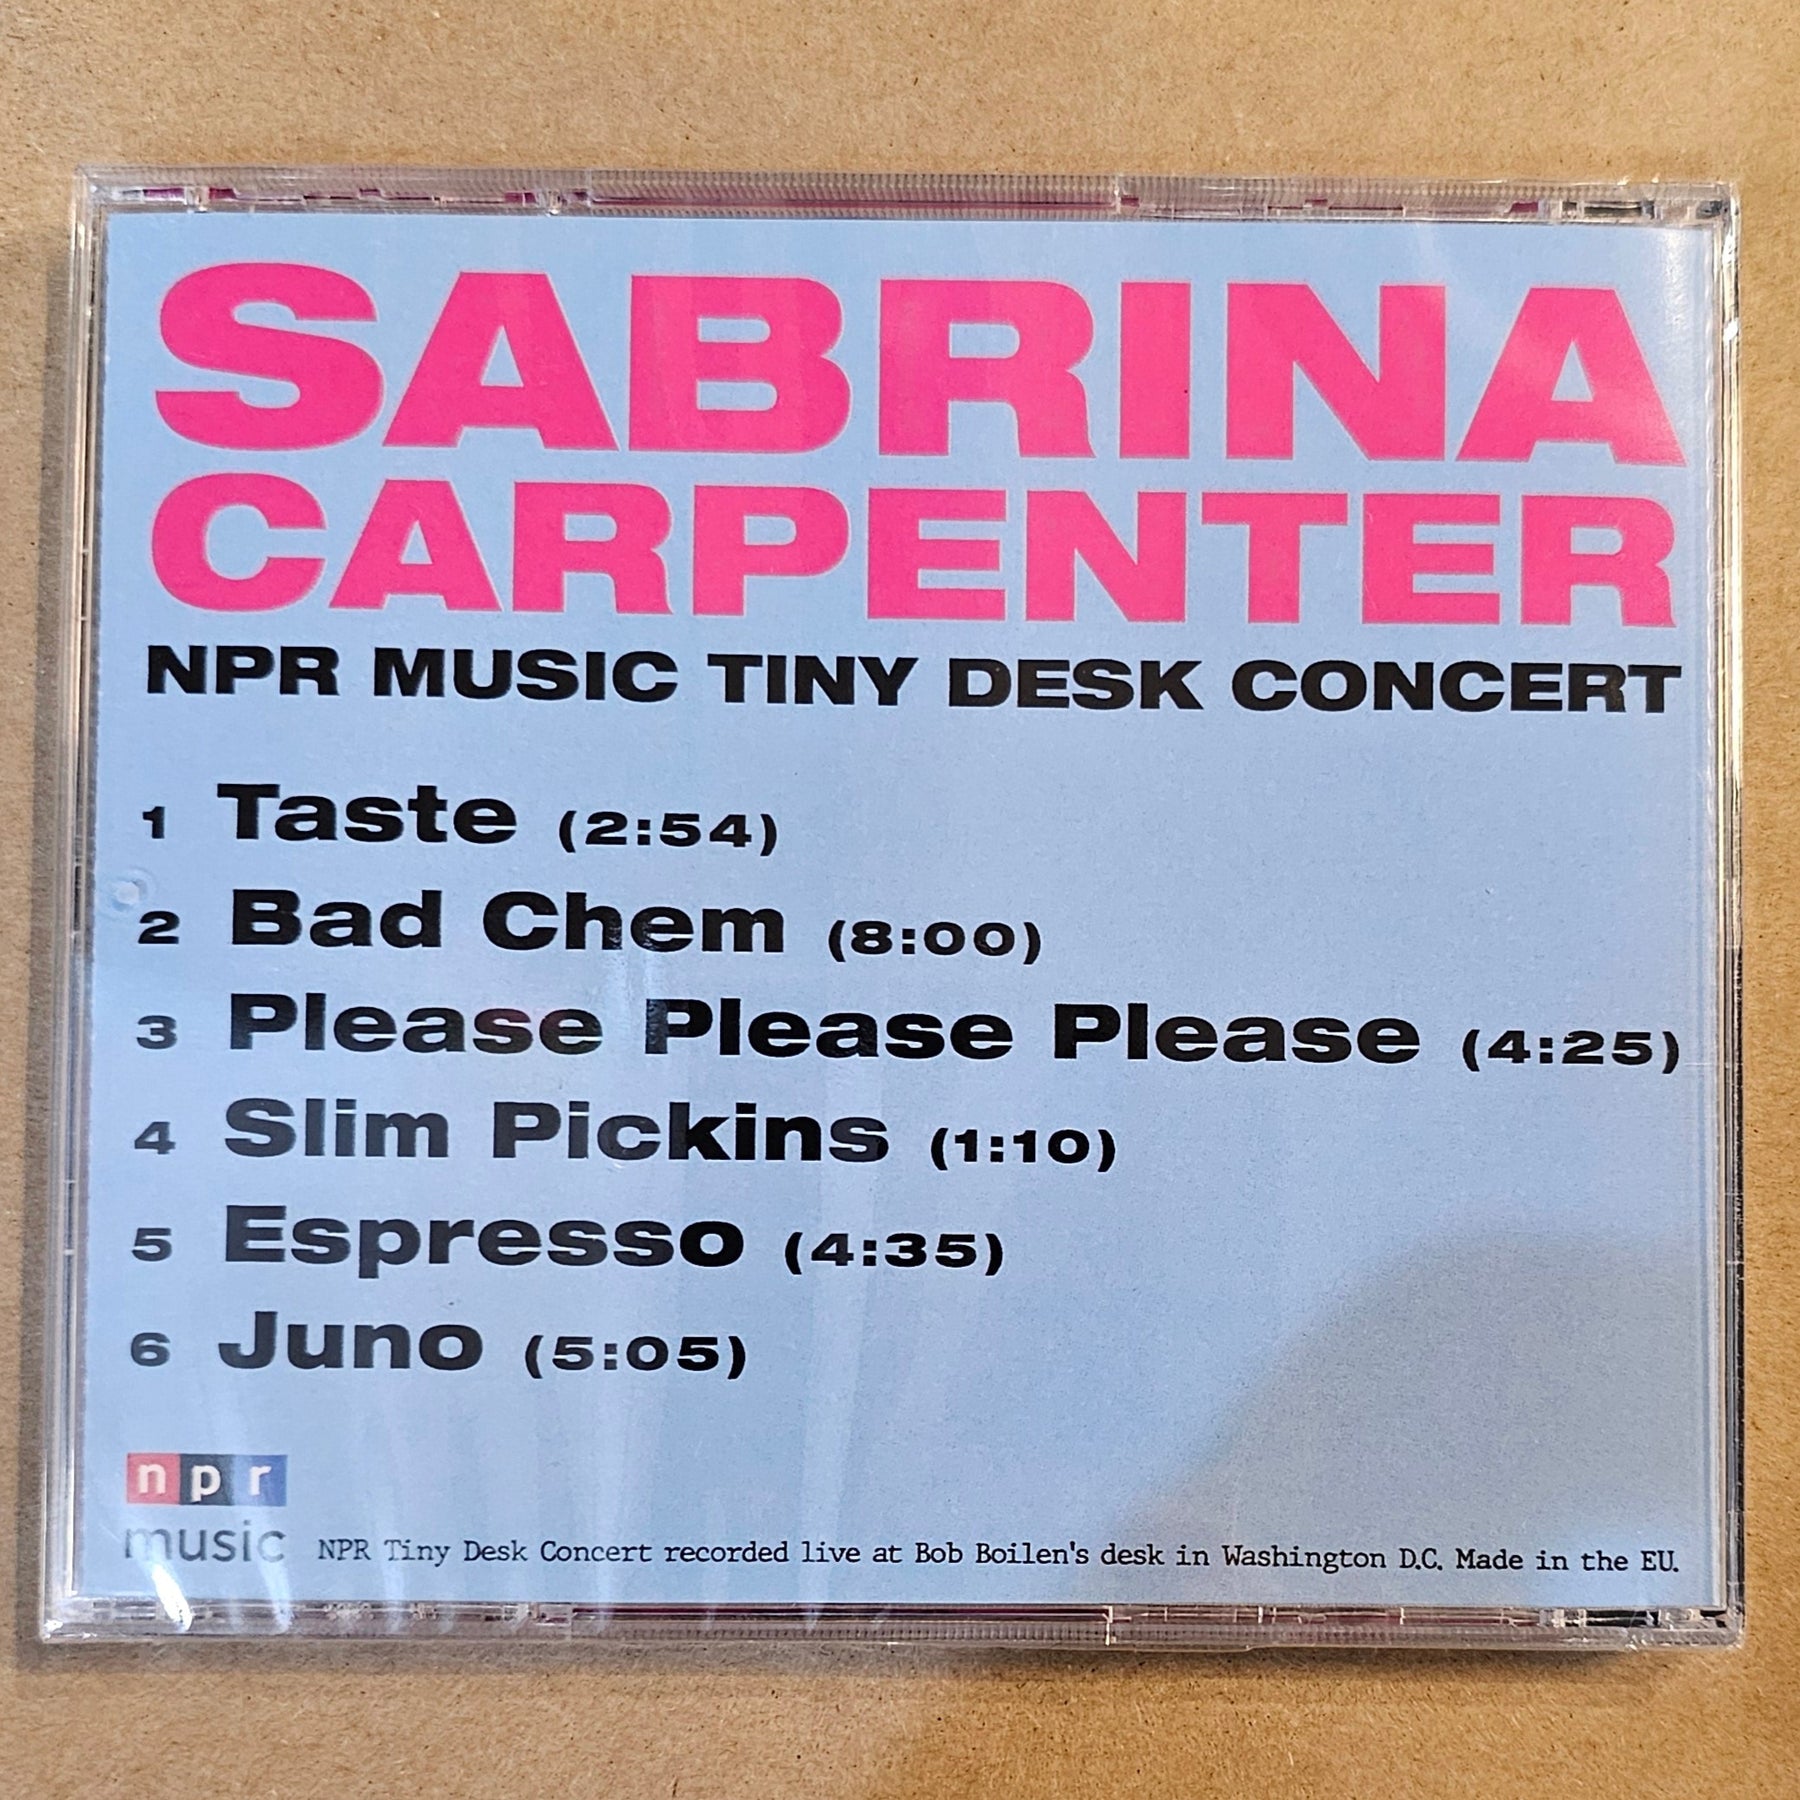 SABRINA
CARPENTER
NPR MUSIC TINY DESK CONCERT
1 Taste (2:54)
2 Bad Chem (8:00)
3 Please Please Please (4:25)
4 Slim Pickins (1:10)
5 Espresso (4:35)
6 Juno (5:05)
npr
music
NPR Tiny Desk Concert recorded live at Bob Boilen's desk in Washington D.C. Made in the EU.